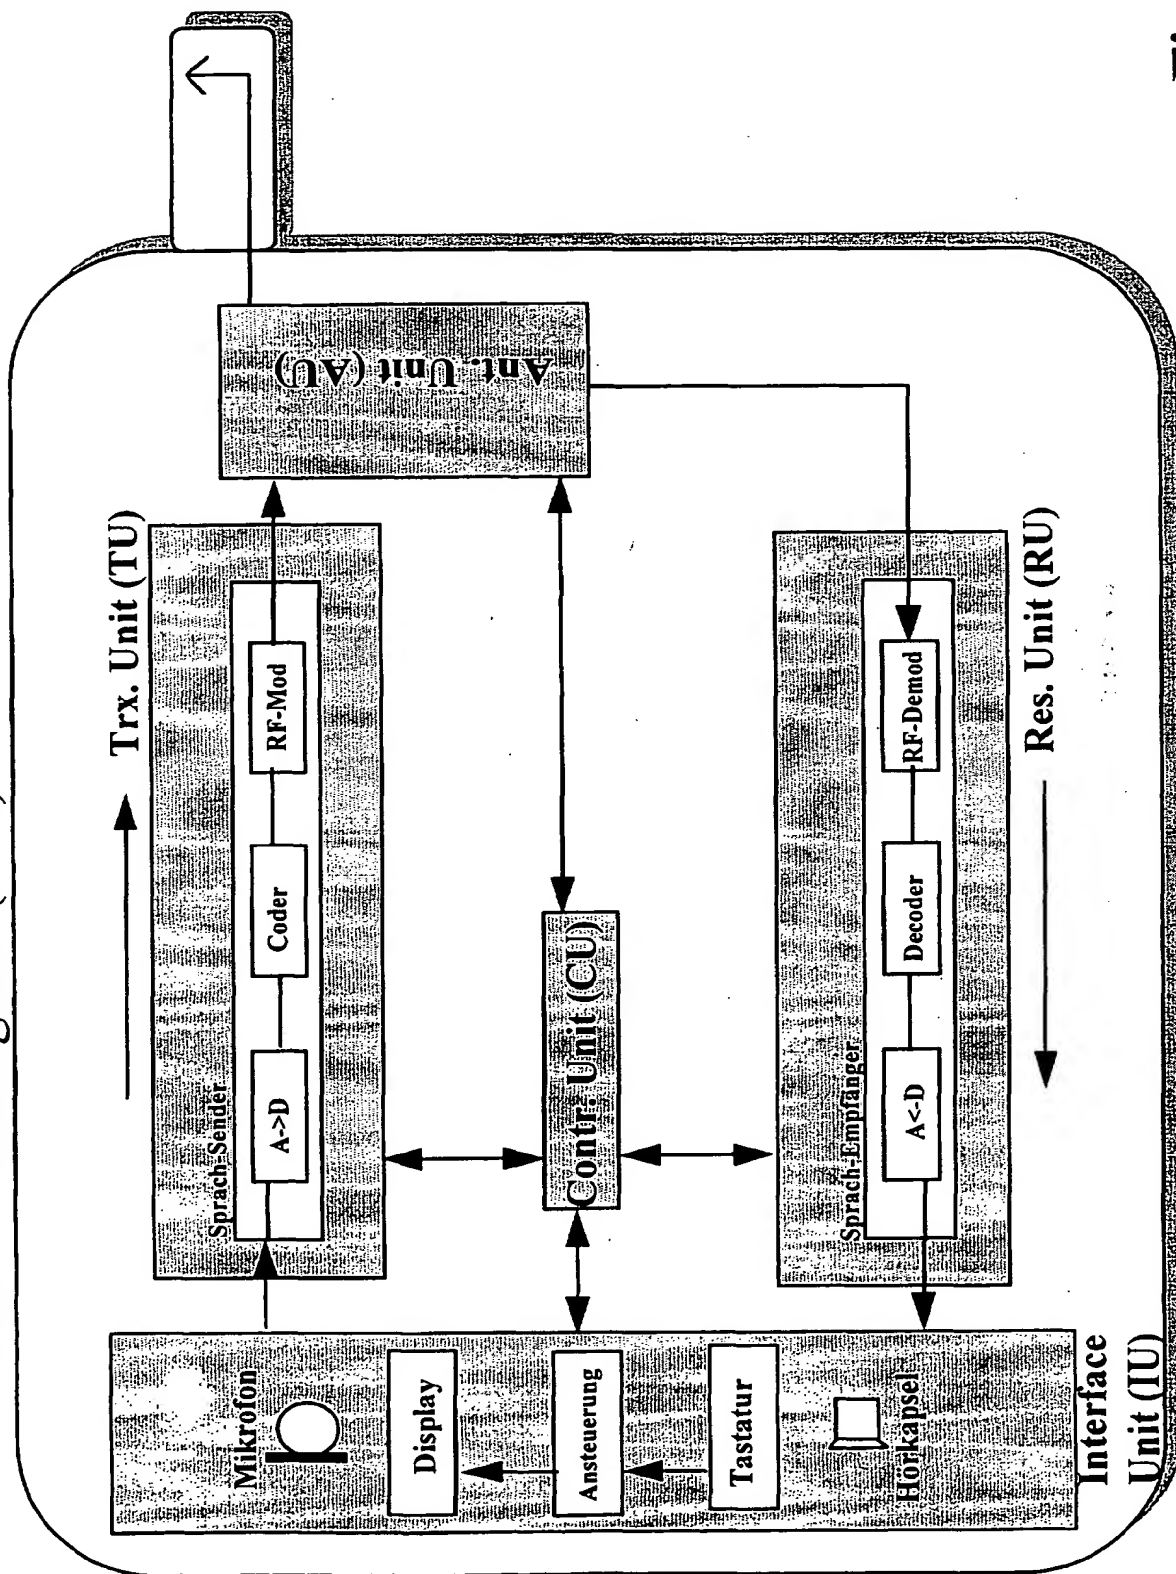 Trx. Unit (TU)
Sprach-Sender
A->D
Coder
RF-Mod
Mikrofon
Display
Ansteuerung
Tastatur
Hörkapsel
Interface
Unit (IU)
Contr. Unit (CU)
Ant. Unit (AU)
Sprach-Empfänger
A<-D
Decoder
RF-Demod
Res. Unit (RU)